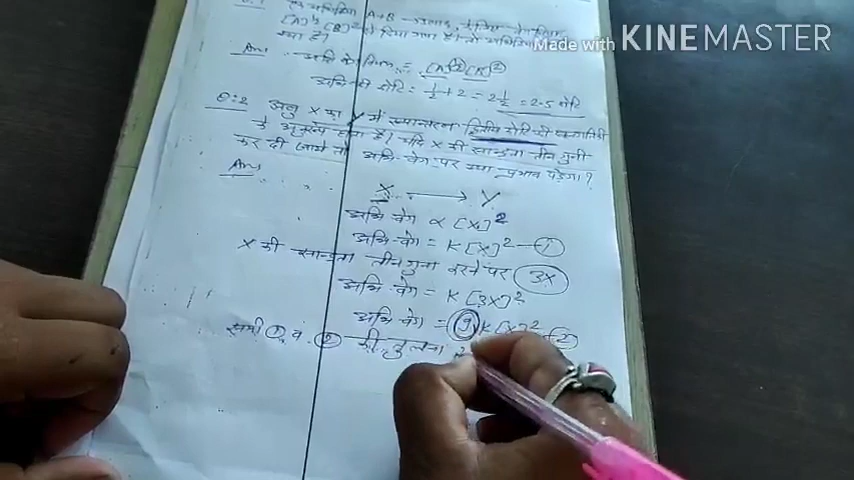 [A]½ [B]² से दिया गया है। तो अभिक्रिया
क्या है।
Made with KINEMASTER
Ans
अभि की कोटि = ½ + 2 = 2½ = 2.5 कोटि
Q:2 अणु X का Y में रूपान्तरण द्वितीय कोटि की बलगतिकी
के अनुरूप होता है। यदि X की सान्द्रता तीन गुनी
कर दी जाये तो अभि वेग पर क्या प्रभाव पड़ेगा?
Ans
X → Y
अभि वेग ∝ [X]²
अभि-वेग = K[X]² — ①
X की सान्द्रता तीन गुना करने पर 3X
अभि वेग = K[3X]²
अभि वेग = 9 K[X]² — ②
समी ① व ② की तुलना